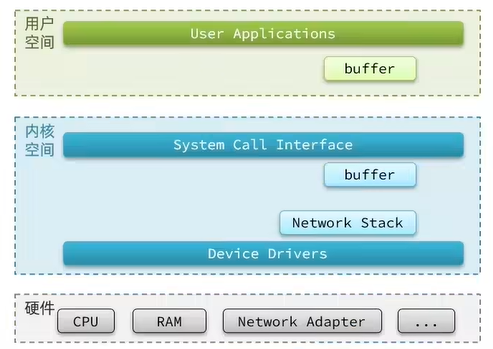 用户
空间
User Applications
buffer
内核
空间
System Call Interface
buffer
Network Stack
Device Drivers
硬件
CPU
RAM
Network Adapter
...